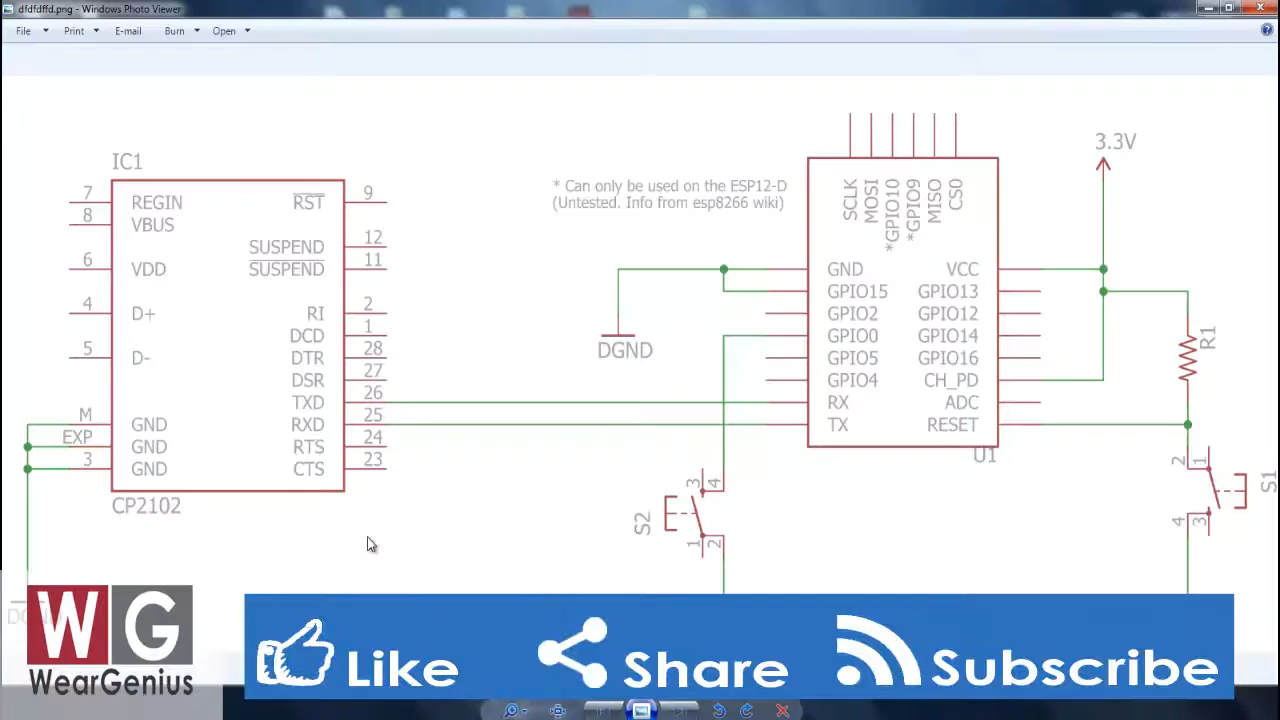 dfdfdffd.png - Windows Photo Viewer
File Print E-mail Burn Open
IC1
7 REGIN
8 VBUS
6 VDD
4 D+
5 D-
M GND
EXP GND
3 GND
RST 9
SUSPEND 12
SUSPEND 11
RI 2
DCD 1
DTR 28
DSR 27
TXD 26
RXD 25
RTS 24
CTS 23
CP2102
* Can only be used on the ESP12-D
(Untested. Info from esp8266 wiki)
DGND
SCLK
MOSI
*GPIO10
*GPIO9
MISO
CS0
GND VCC
GPIO15 GPIO13
GPIO2 GPIO12
GPIO0 GPIO14
GPIO5 GPIO16
GPIO4 CH_PD
RX ADC
TX RESET
U1
3.3V
R1
S2
3 4
1 2
S1
2 1
4 3
WG
WearGenius
Like Share Subscribe